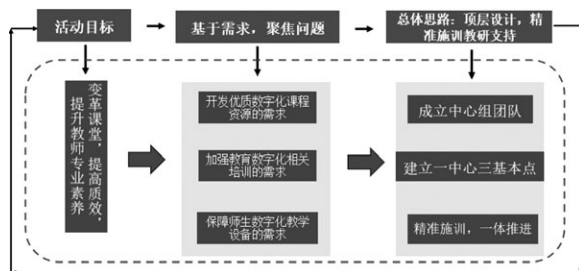 活动目标
基于需求，聚焦问题
总体思路：顶层设计，精
准施训教研支持
变革课堂，提高质效，
提升教师专业素养
开发优质数字化课程
资源的需求
加强教育数字化相关
培训的需求
保障师生数字化教学
设备的需求
成立中心组团队
建立一中心三基本点
精准施训，一体推进